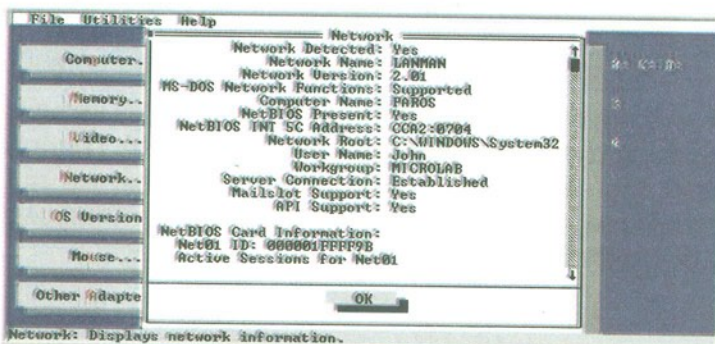 File Utilities Help
Network
Computer.
Memory..
Video...
Network..
OS Version
Mouse...
Other Adapte
Network Detected: Yes
Network Name: LANMAN
Network Version: 2.01
MS-DOS Network Functions: Supported
Computer Name: PAROS
NetBIOS Present: Yes
NetBIOS INT 5C Address: CCA2:0704
Network Root: C:\WINDOWS\System32
User Name: John
Workgroup: MICROLAB
Server Connection: Established
Mailslot Support: Yes
API Support: Yes
NetBIOS Card Information:
Net01 ID: 000001FFFF9B
Active Sessions for Net01
OK
Network: Displays network information.